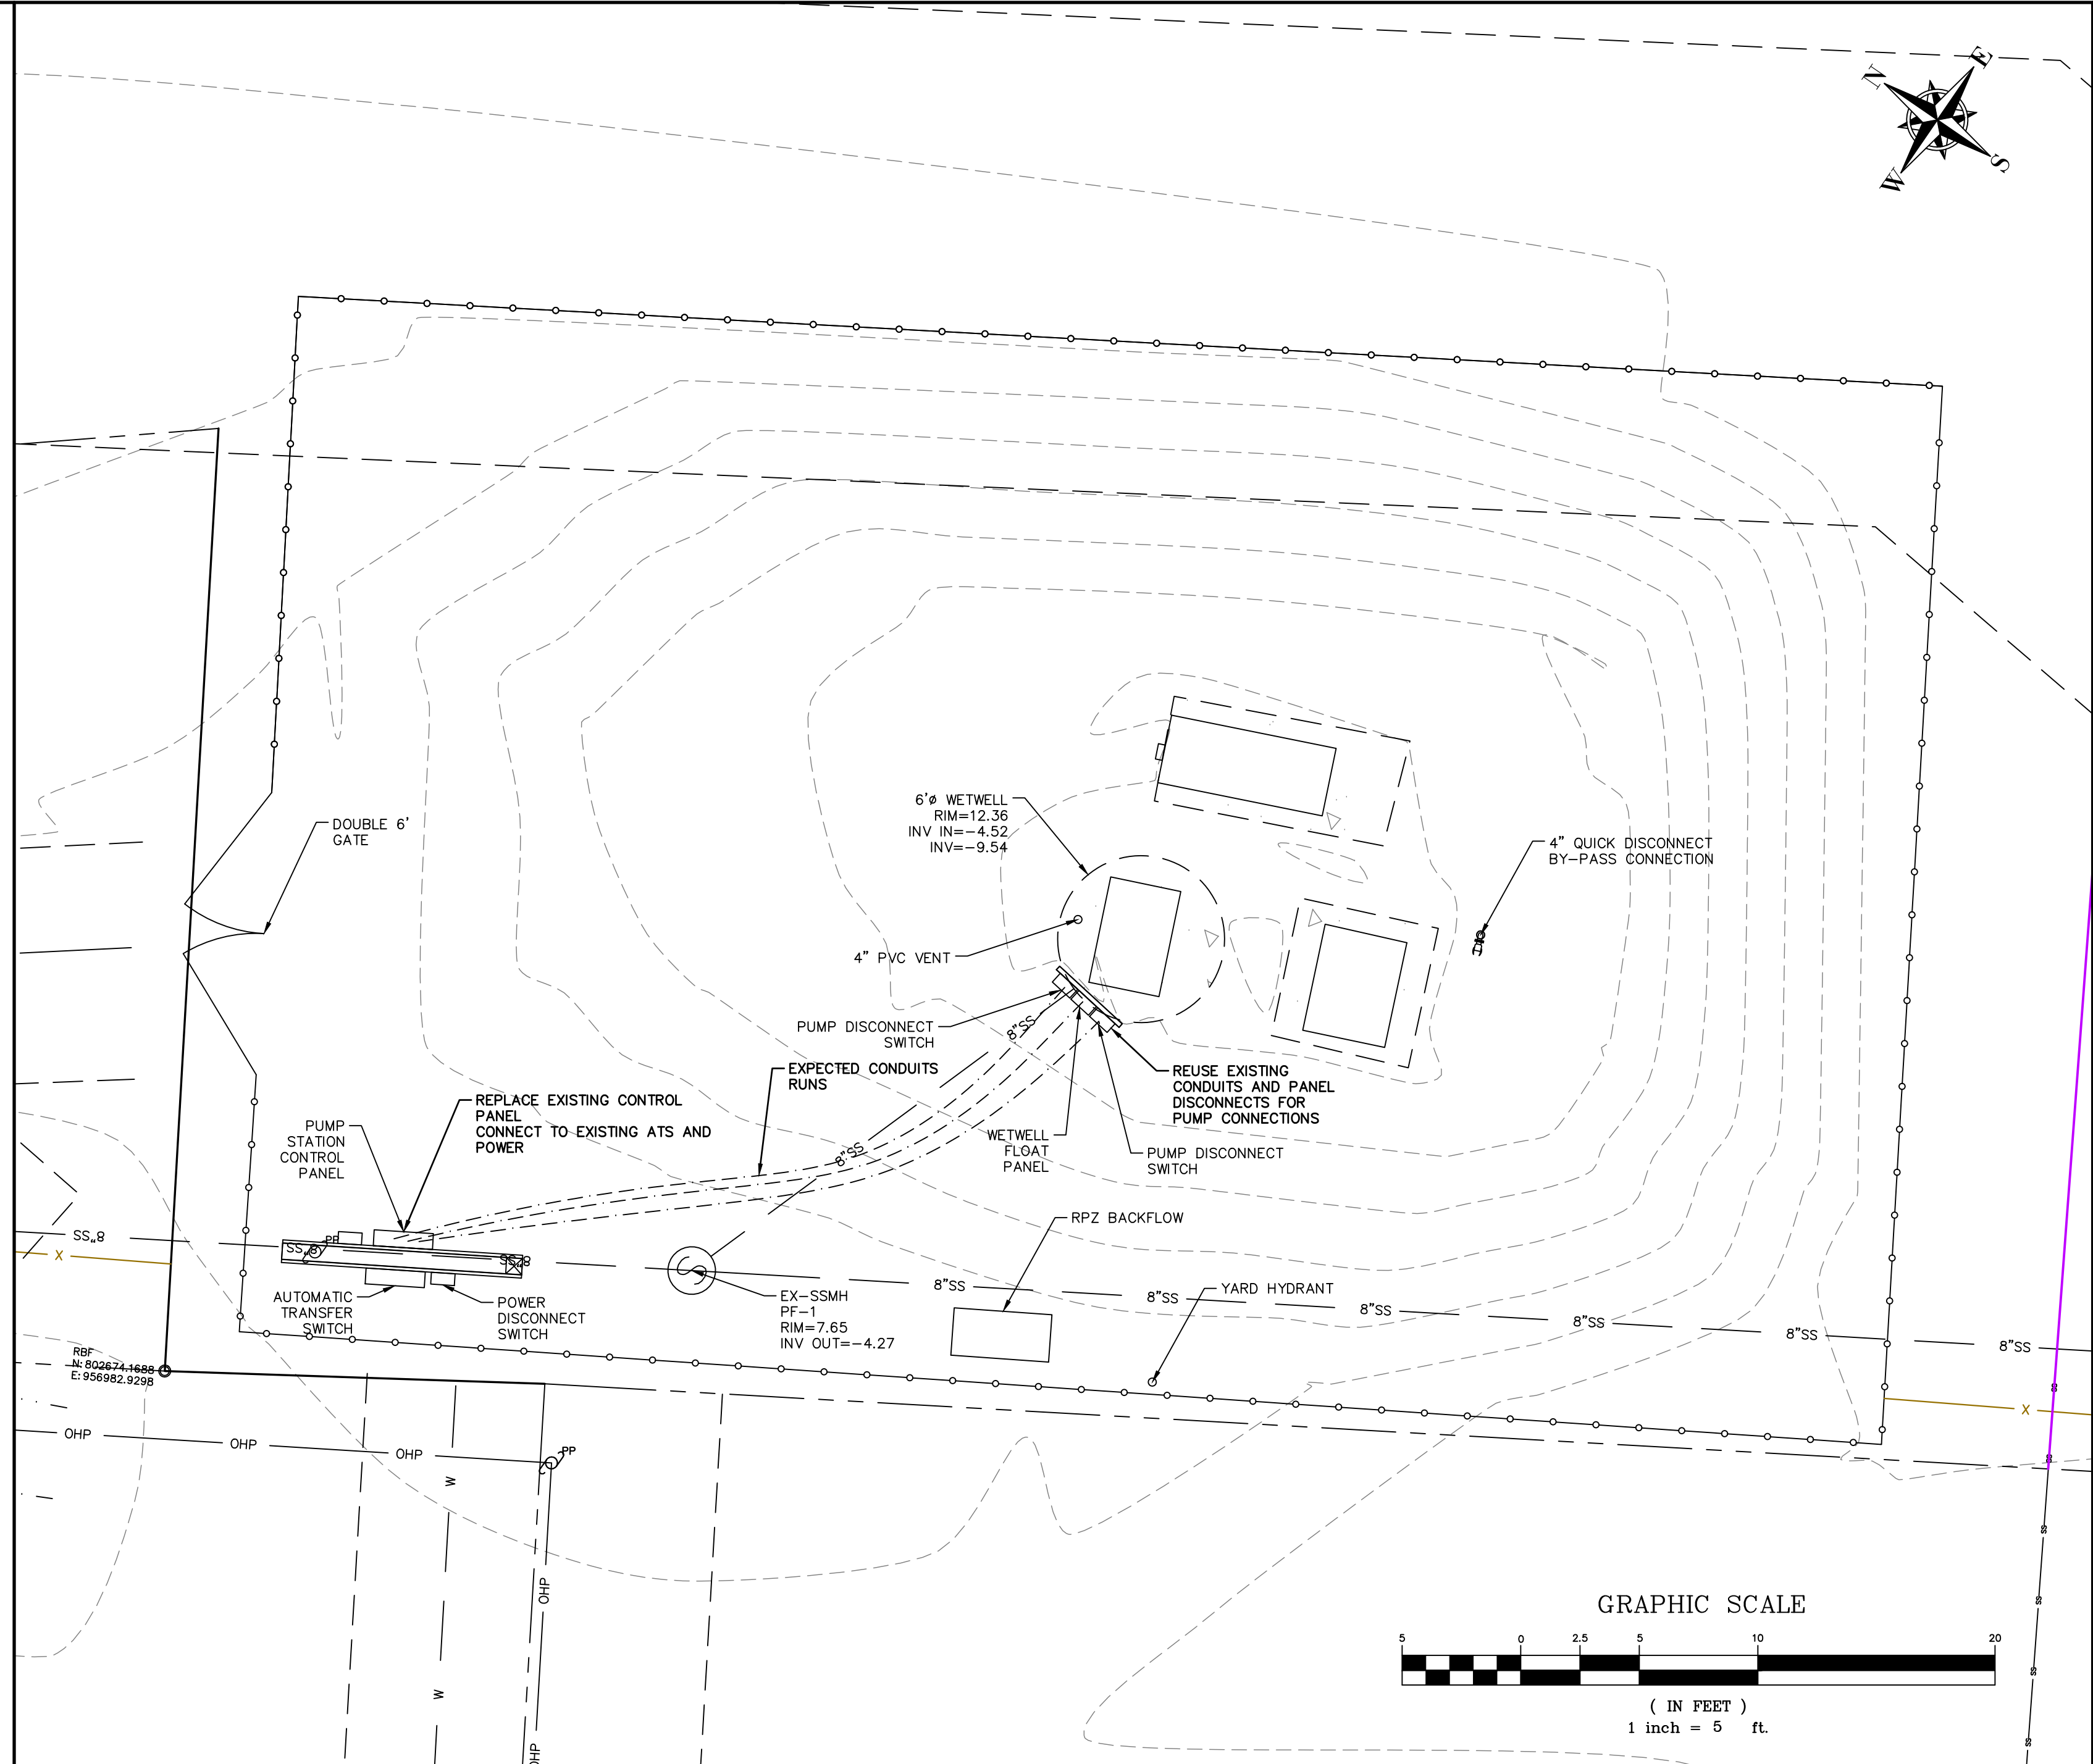 N
E
S
W
DOUBLE 6'
GATE
6'ø WETWELL
RIM=12.36
INV IN=-4.52
INV=-9.54
4" QUICK DISCONNECT
BY-PASS CONNECTION
4" PVC VENT
PUMP DISCONNECT
SWITCH
8"SS
EXPECTED CONDUITS
RUNS
REUSE EXISTING
CONDUITS AND PANEL
DISCONNECTS FOR
PUMP CONNECTIONS
REPLACE EXISTING CONTROL
PANEL
CONNECT TO EXISTING ATS AND
POWER
PUMP
STATION
CONTROL
PANEL
8"SS
WETWELL
FLOAT
PANEL
PUMP DISCONNECT
SWITCH
RPZ BACKFLOW
8"SS
X
8"SS
PP
8"SS
AUTOMATIC
TRANSFER
SWITCH
POWER
DISCONNECT
SWITCH
EX-SSMH
PF-1
RIM=7.65
INV OUT=-4.27
YARD HYDRANT
8"SS
8"SS
8"SS
8"SS
8"SS
8"SS
RBF
N: 802674.1688
E: 956982.9298
SS
X
SS
OHP
OHP
OHP
PP
W
OHP
W
OHP
SS
SS
SS
SS
GRAPHIC SCALE
5 0 2.5 5 10 20
( IN FEET )
1 inch = 5 ft.